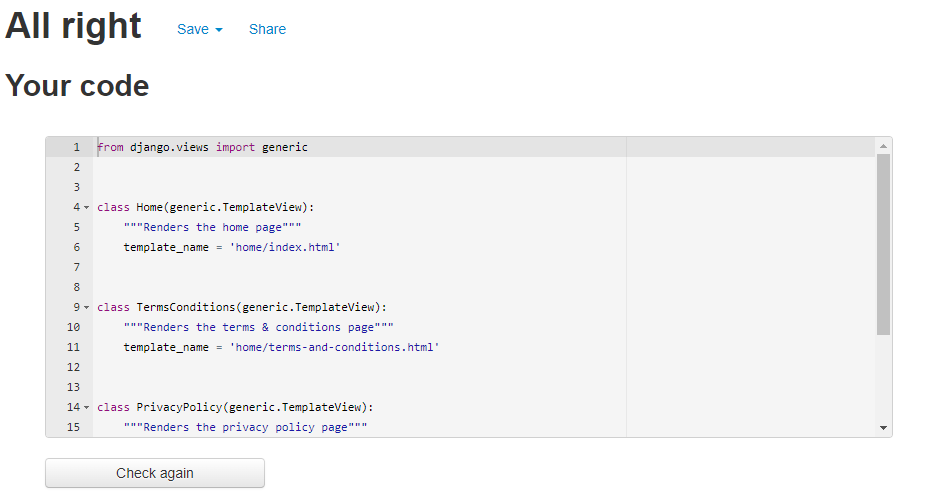 All right Save Share
Your code
1 from django.views import generic
2
3
4 class Home(generic.TemplateView):
5 """Renders the home page"""
6 template_name = 'home/index.html'
7
8
9 class TermsConditions(generic.TemplateView):
10 """Renders the terms & conditions page"""
11 template_name = 'home/terms-and-conditions.html'
12
13
14 class PrivacyPolicy(generic.TemplateView):
15 """Renders the privacy policy page"""
Check again